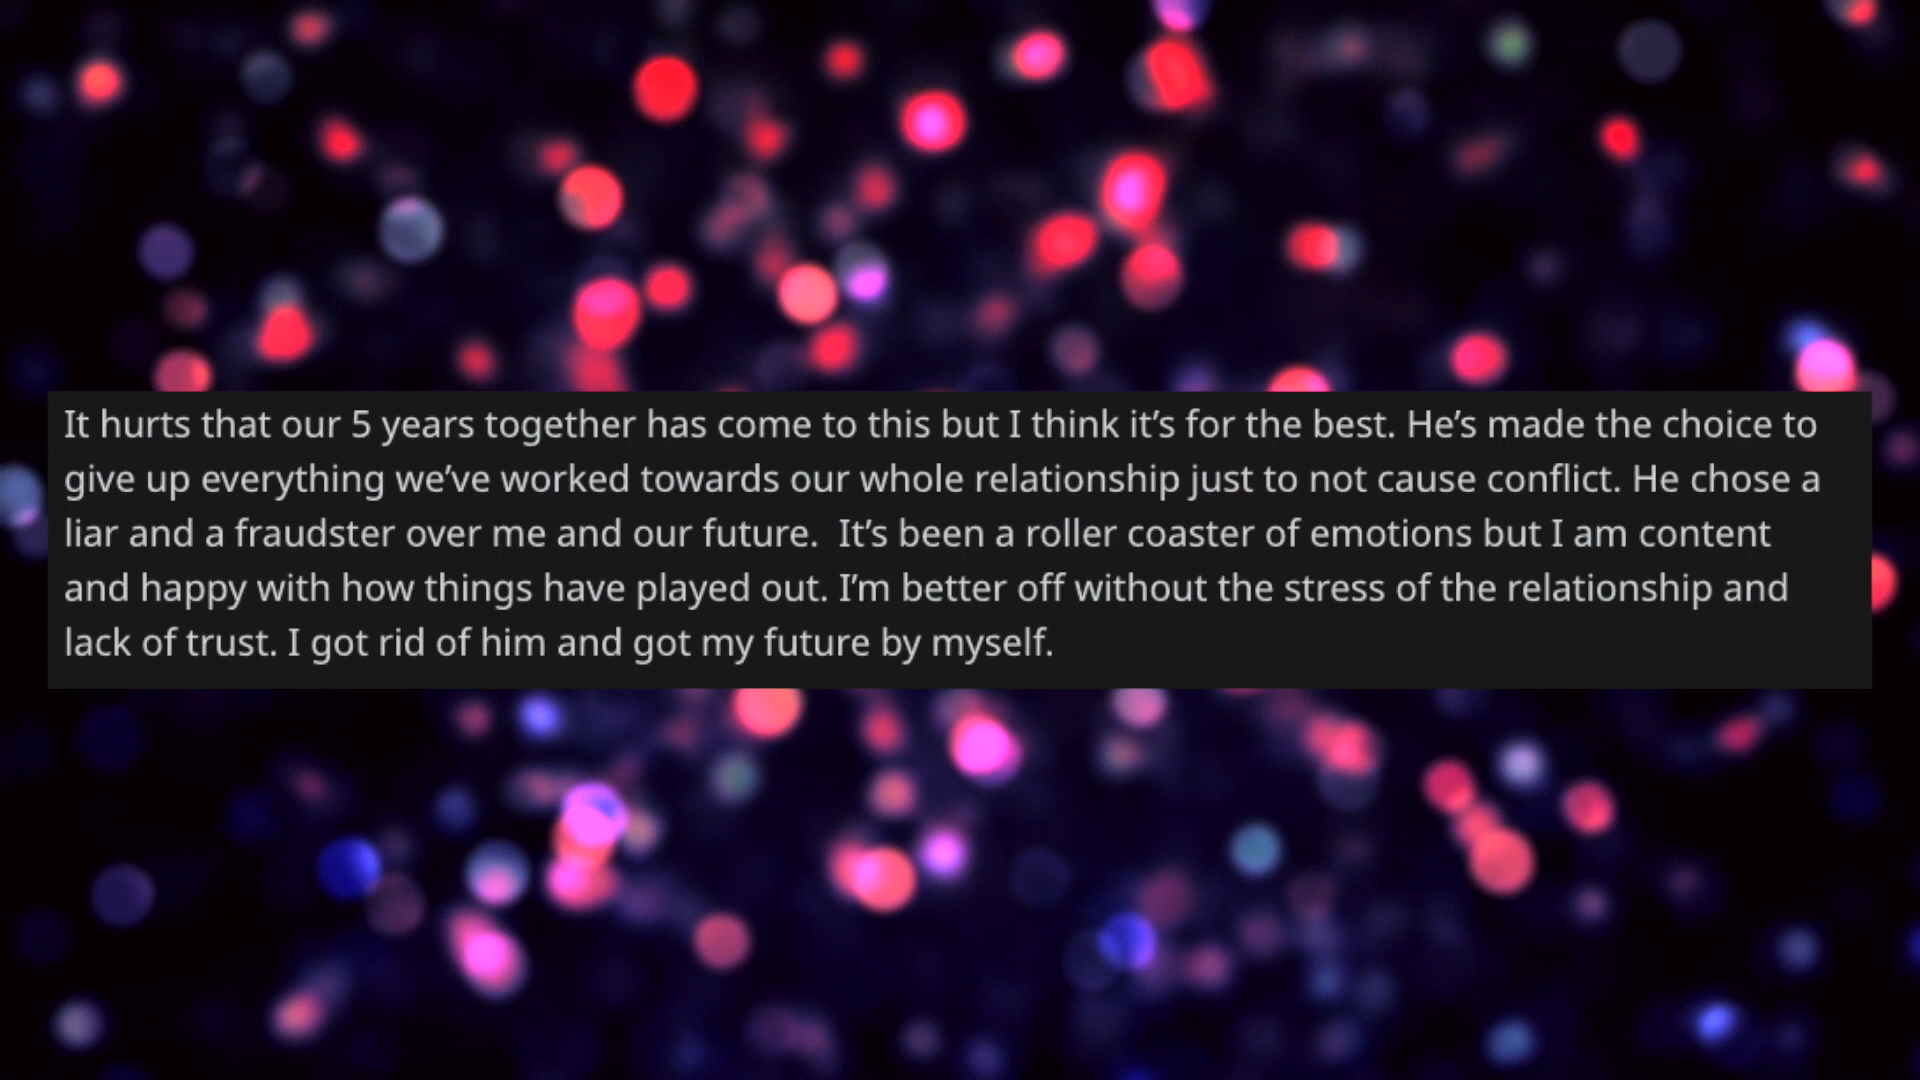 It hurts that our 5 years together has come to this but I think it’s for the best. He’s made the choice to
give up everything we’ve worked towards our whole relationship just to not cause conflict. He chose a
liar and a fraudster over me and our future.  It’s been a roller coaster of emotions but I am content
and happy with how things have played out. I’m better off without the stress of the relationship and
lack of trust. I got rid of him and got my future by myself.